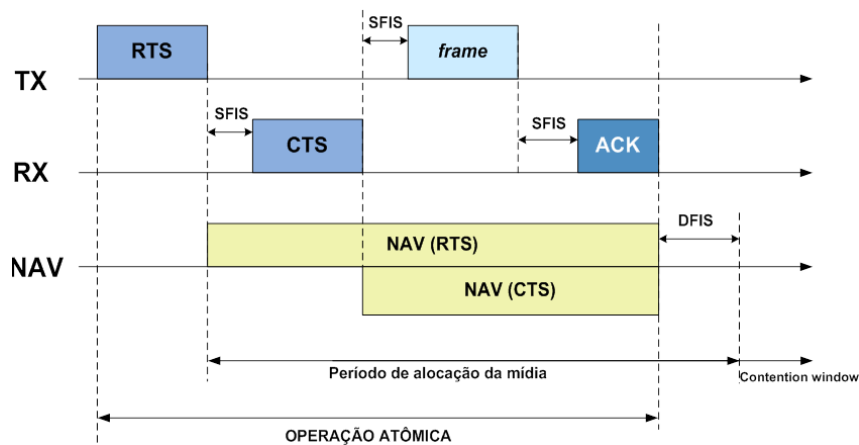 SFIS
RTS
frame
TX
SFIS
SFIS
CTS
ACK
RX
DFIS
NAV (RTS)
NAV
NAV (CTS)
Período de alocação da mídia
Contention window
OPERAÇÃO ATÔMICA